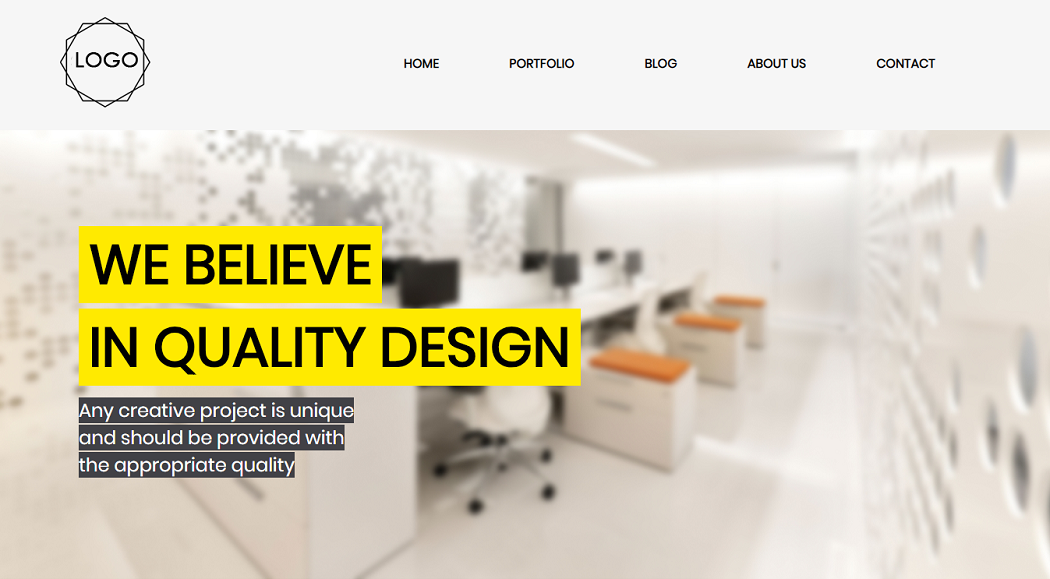 LOGO
HOME PORTFOLIO BLOG ABOUT US CONTACT
WE BELIEVE
IN QUALITY DESIGN
Any creative project is unique
and should be provided with
the appropriate quality